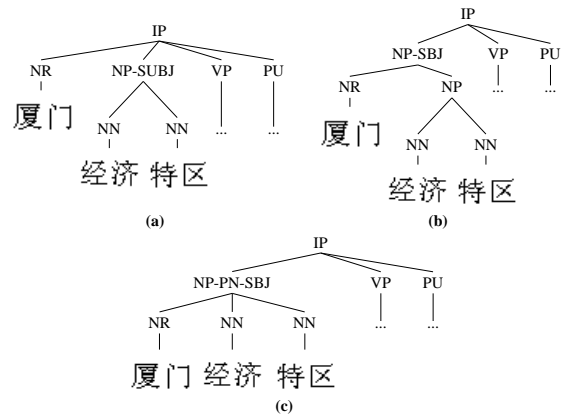 IP
NR NP-SUBJ VP PU
厦门
NN NN ... ...
经济 特区
(a)
IP
NP-SBJ VP PU
NR NP ... ...
厦门
NN NN
经济 特区
(b)
IP
NP-PN-SBJ VP PU
NR NN NN ... ...
厦门 经济 特区
(c)